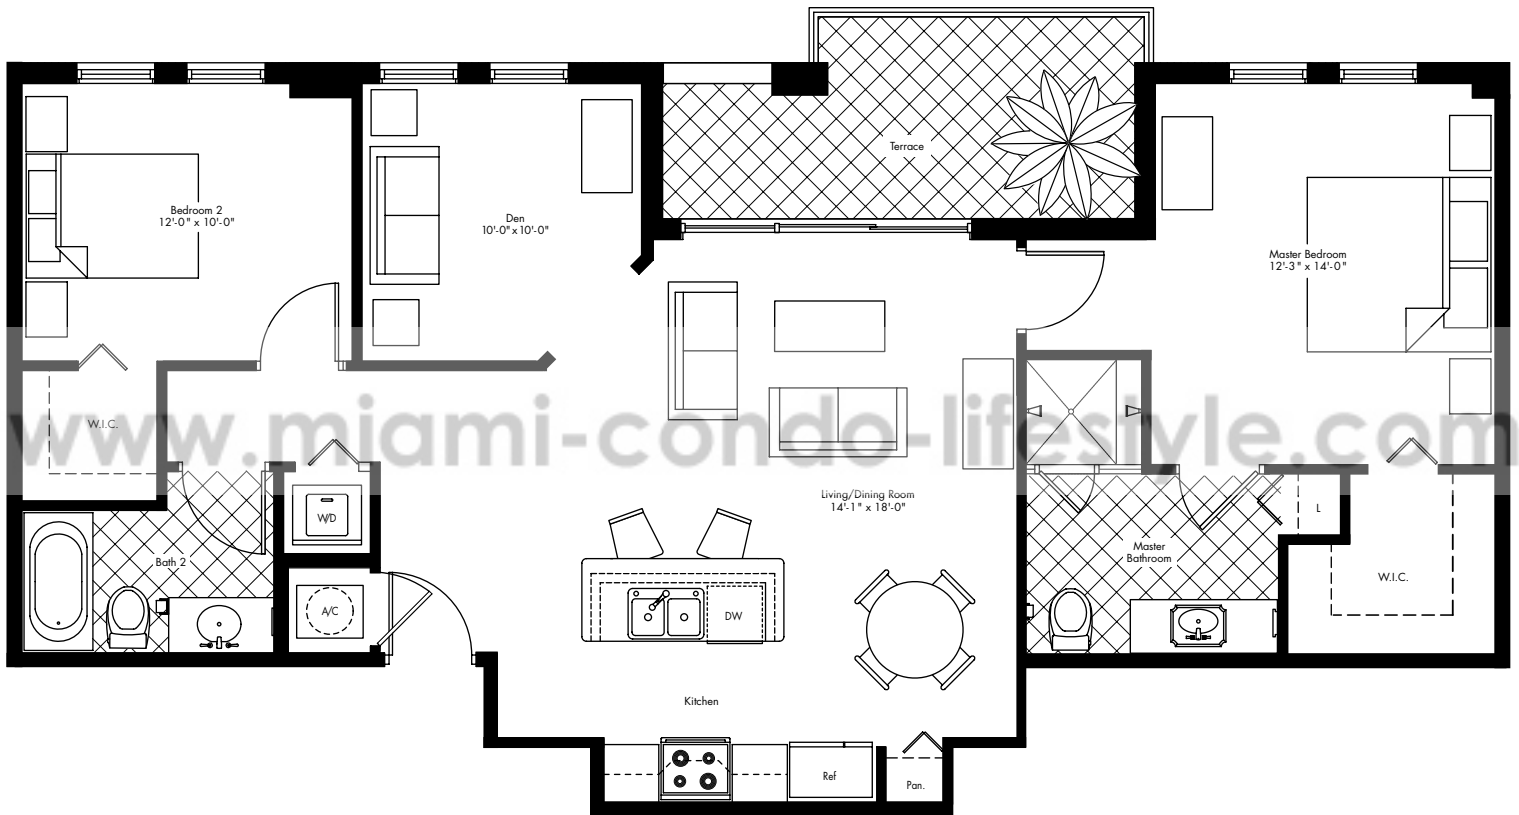 Terrace
Bedroom 2
12'-0" x 10'-0"
Den
10'-0" x 10'-0"
Master Bedroom
12'-3" x 14'-0"
www.miami-condo-lifestyle.com
W.I.C.
Living/Dining Room
14'-1" x 18'-0"
W/D
L
Bath 2
Master
Bathroom
W.I.C.
A/C
DW
Kitchen
Ref
Pan.